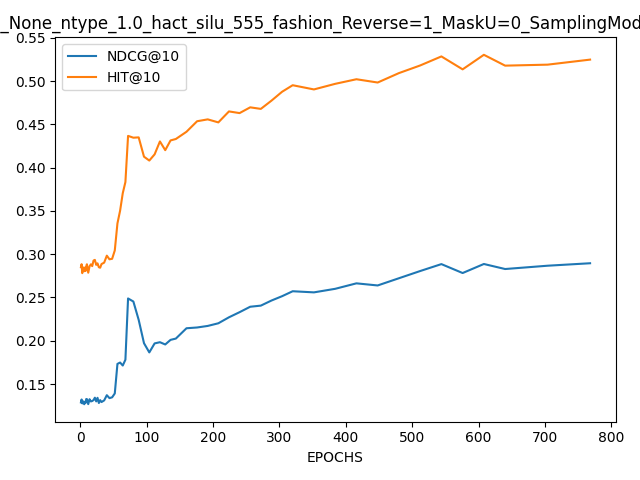 _None_ntype_1.0_hact_silu_555_fashion_Reverse=1_MaskU=0_SamplingMod
NDCG@10
HIT@10
0.55
0.50
0.45
0.40
0.35
0.30
0.25
0.20
0.15
0 100 200 300 400 500 600 700 800
EPOCHS